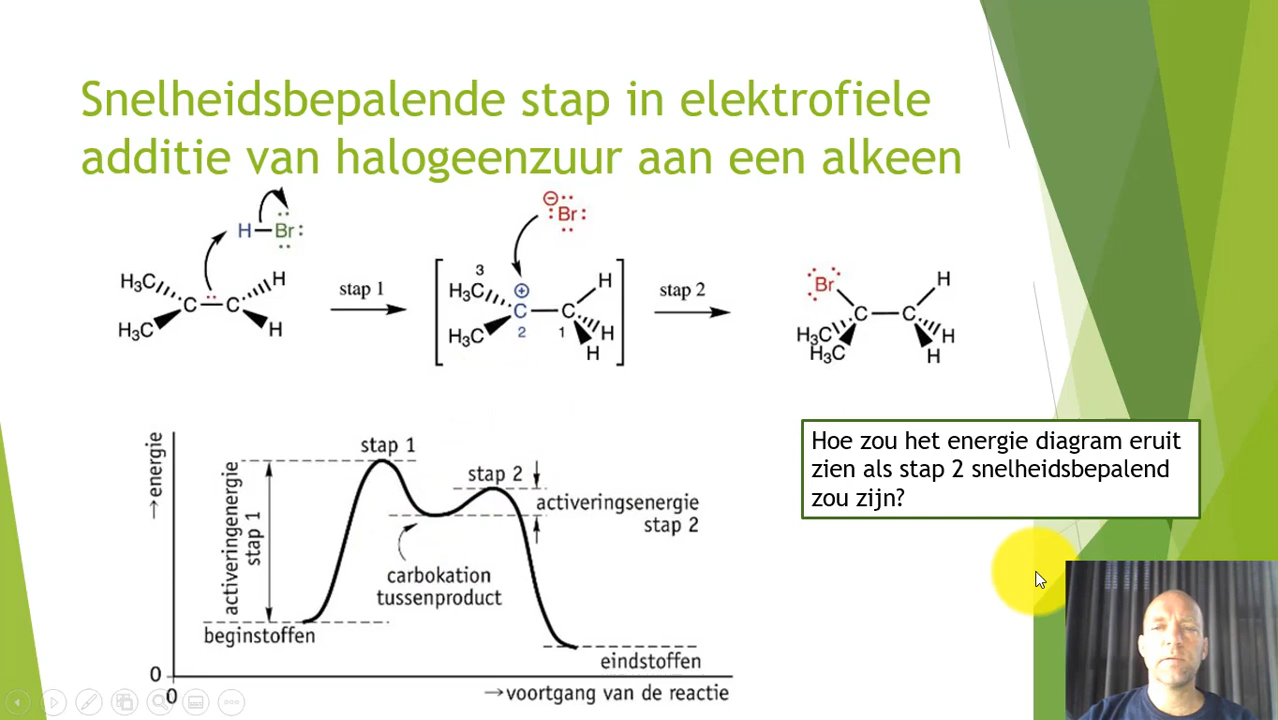 Snelheidsbepalende stap in elektrofiele
additie van halogeenzuur aan een alkeen
H—Br
H₃C
H₃C
C
C
H
H
stap 1
⊖
Br
3
H₃C
H₃C
⊕
C
2
C
1
H
H
H
stap 2
Br
H₃C
H₃C
C
C
H
H
H
→energie
stap 1
stap 2
activeringenergie
stap 1
activeringsenergie
stap 2
carbokation
tussenproduct
beginstoffen
eindstoffen
0
0
→voortgang van de reactie
Hoe zou het energie diagram eruit
zien als stap 2 snelheidsbepalend
zou zijn?